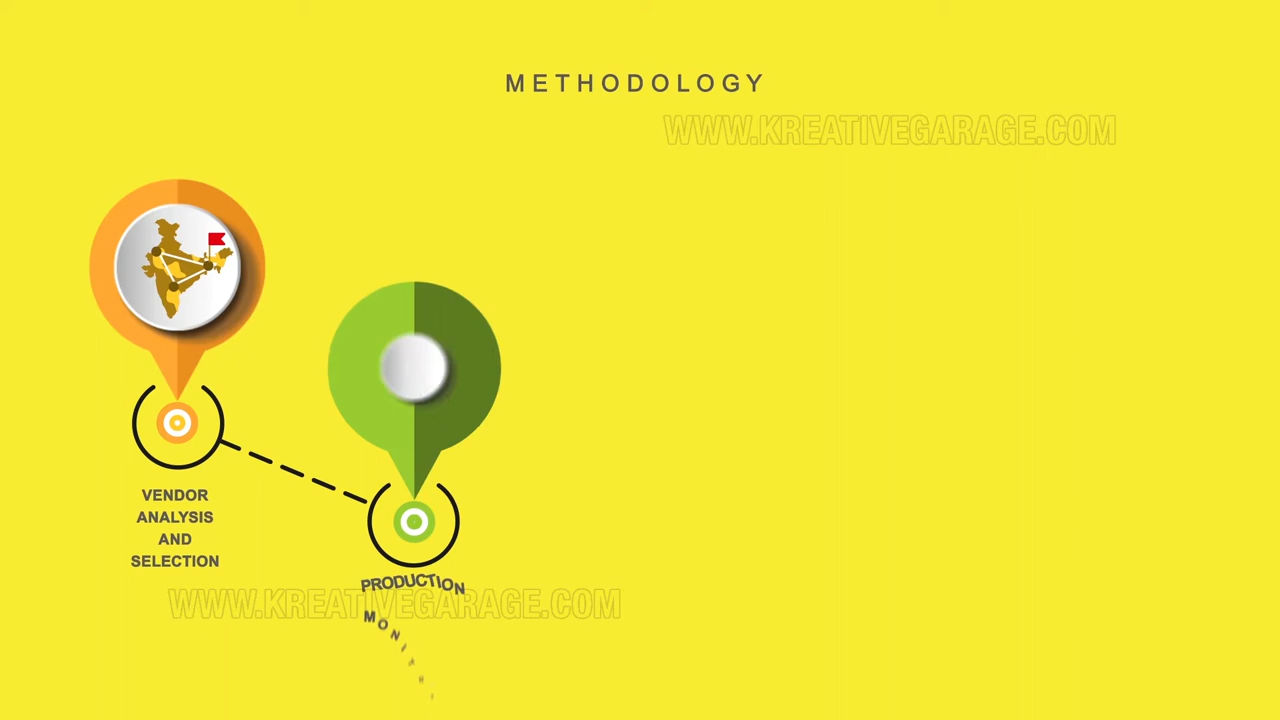 METHODOLOGY
WWW.KREATIVEGARAGE.COM
VENDOR
ANALYSIS
AND
SELECTION
PRODUCTION
WWW.KREATIVEGARAGE.COM